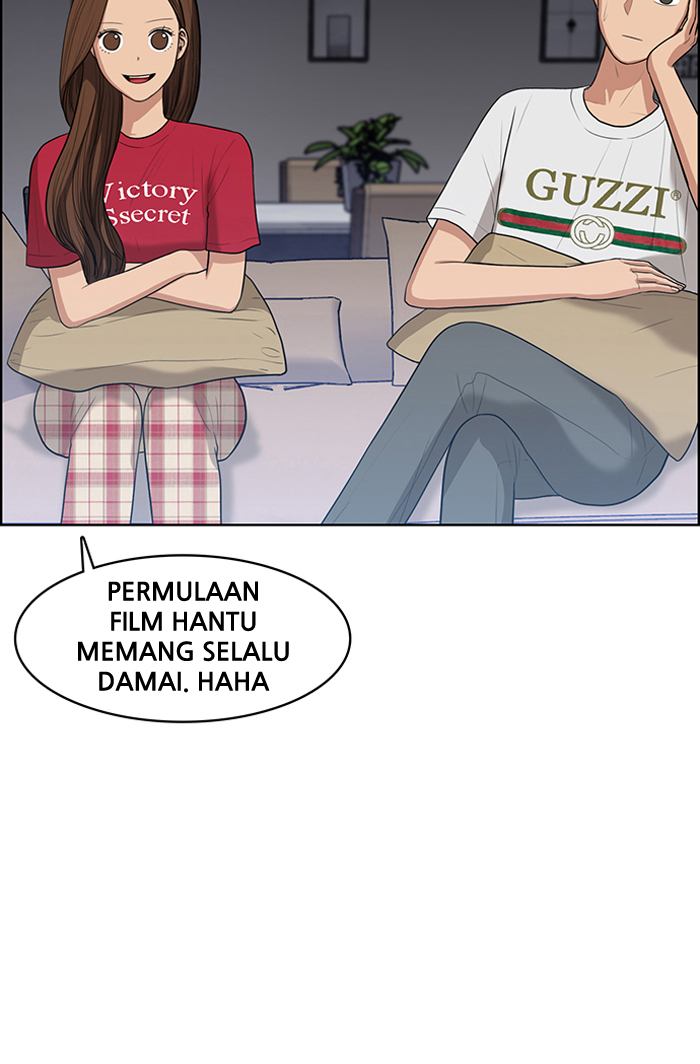 Victory
Ssecret
GUZZI®
PERMULAAN
FILM HANTU
MEMANG SELALU
DAMAI. HAHA